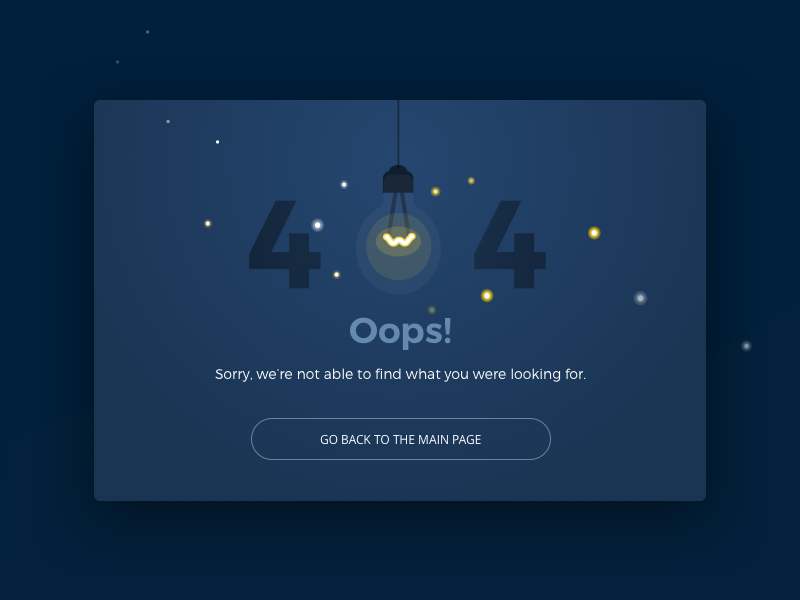 4 4
Oops!
Sorry, we're not able to find what you were looking for.
GO BACK TO THE MAIN PAGE